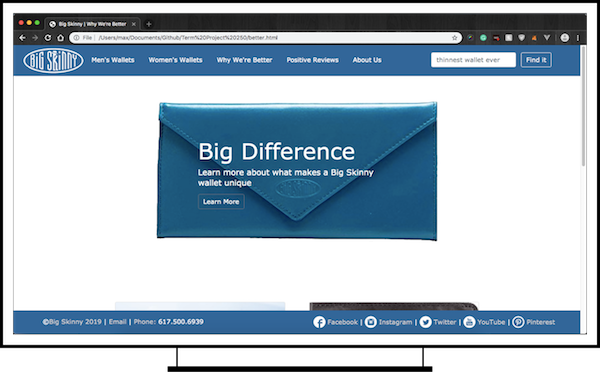 Big Skinny | Why We're Better
File | /Users/max/Documents/Github/Term%20Project%20250/better.html
BIG SKINNY
Men's Wallets Women's Wallets Why We're Better Positive Reviews About Us
thinnest wallet ever Find it
Big Difference
Learn more about what makes a Big Skinny
wallet unique
Learn More
©Big Skinny 2019 | Email | Phone: 617.500.6939
Facebook | Instagram | Twitter | YouTube | Pinterest